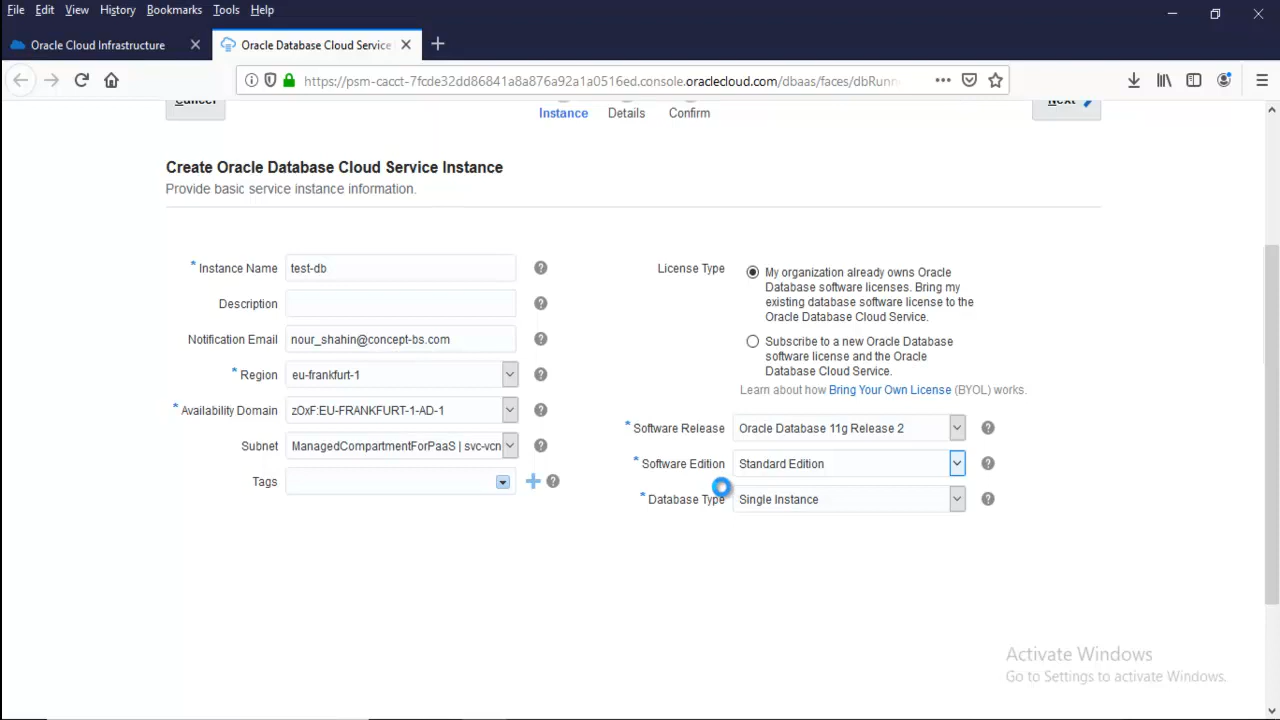 File Edit View History Bookmarks Tools Help
Oracle Cloud Infrastructure
Oracle Database Cloud Service
https://psm-cacct-7fcde32dd86841a8a876a92a1a0516ed.console.oraclecloud.com/dbaas/faces/dbRunn
Cancel
Instance Details Confirm
Next
Create Oracle Database Cloud Service Instance
Provide basic service instance information.
* Instance Name test-db
Description
Notification Email nour_shahin@concept-bs.com
* Region eu-frankfurt-1
* Availability Domain zOxF:EU-FRANKFURT-1-AD-1
Subnet ManagedCompartmentForPaaS | svc-vcn
Tags
License Type
My organization already owns Oracle
Database software licenses. Bring my
existing database software license to the
Oracle Database Cloud Service.
Subscribe to a new Oracle Database
software license and the Oracle
Database Cloud Service.
Learn about how Bring Your Own License (BYOL) works.
* Software Release Oracle Database 11g Release 2
* Software Edition Standard Edition
* Database Type Single Instance
Activate Windows
Go to Settings to activate Windows.